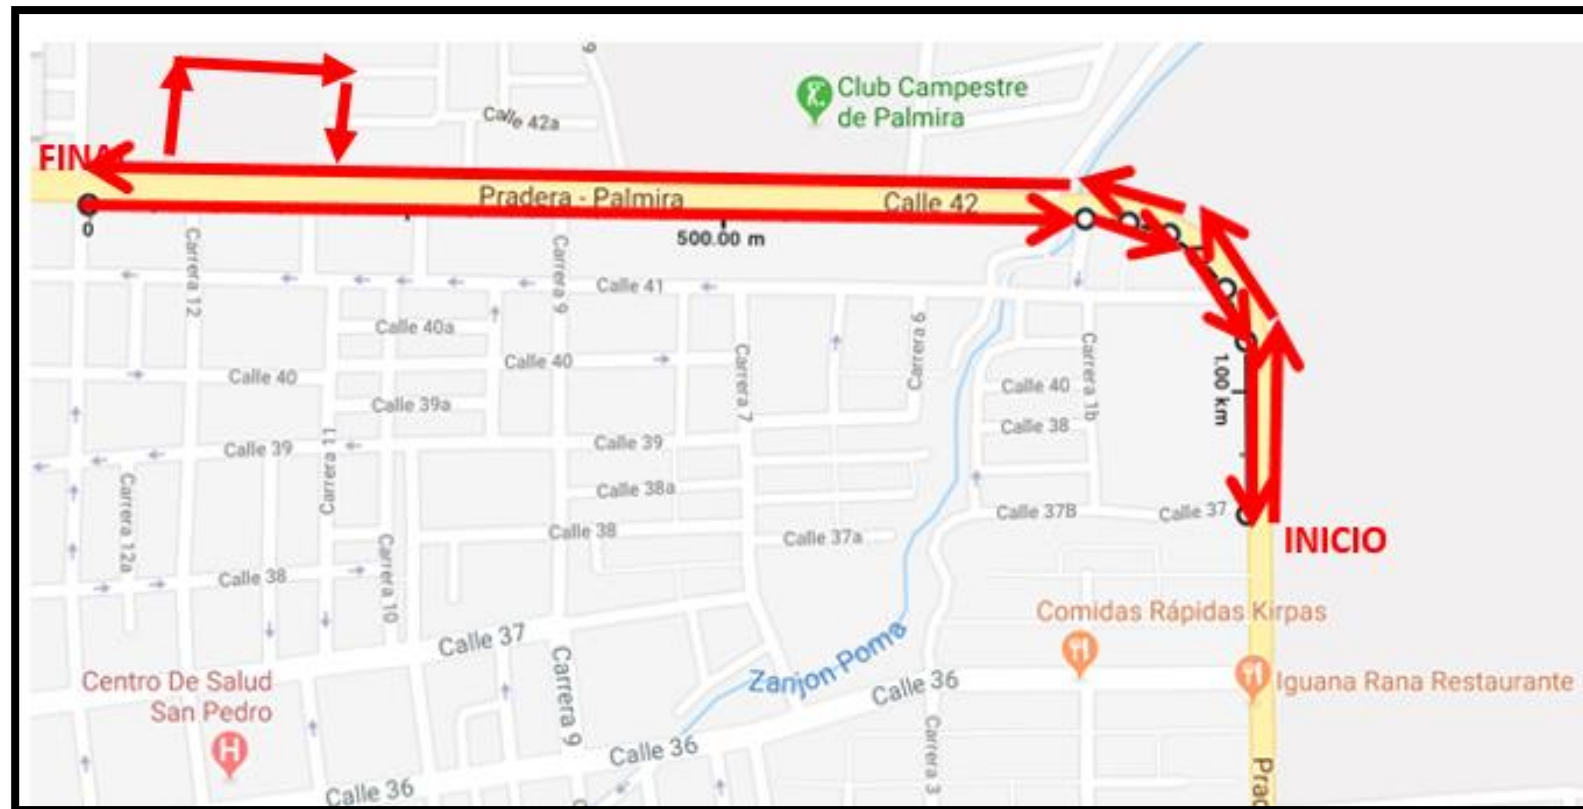 9
Club Campestre
de Palmira
Calle 42a
FINAL
Pradera - Palmira
Calle 42
0
500.00 m
Carrera 12
Carrera 9
Calle 41
Calle 40a
Carrera 6
Calle 40
Carrera 7
Carrera 1b
1.00 km
Calle 40
Calle 40
Calle 39a
Calle 38
Calle 39
Carrera 11
Calle 39
Carrera 12a
Calle 38a
Calle 37B
Calle 37
INICIO
Calle 38
Calle 37a
Carrera 10
Calle 38
Comidas Rápidas Kirpas
Calle 37
Zanjon Poma
Centro De Salud
San Pedro
Carrera 9
Calle 36
Iguana Rana Restaurante
H
Calle 36
Carrera 3
Calle 36
Prad